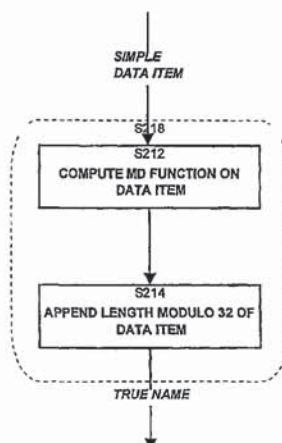 SIMPLE
DATA ITEM
S218
S212
COMPUTE MD FUNCTION ON
DATA ITEM
S214
APPEND LENGTH MODULO 32 OF
DATA ITEM
TRUE NAME